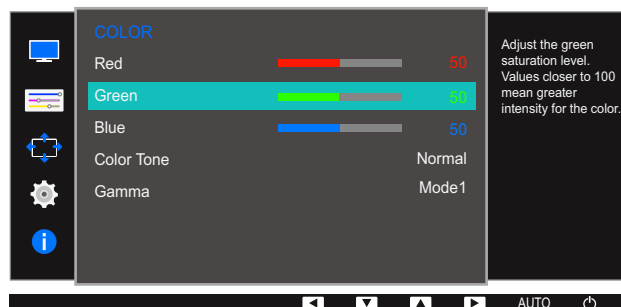 COLOR
Red 50
Green 50
Blue 50
Color Tone Normal
Gamma Mode1
Adjust the green
saturation level.
Values closer to 100
mean greater
intensity for the color.
AUTO